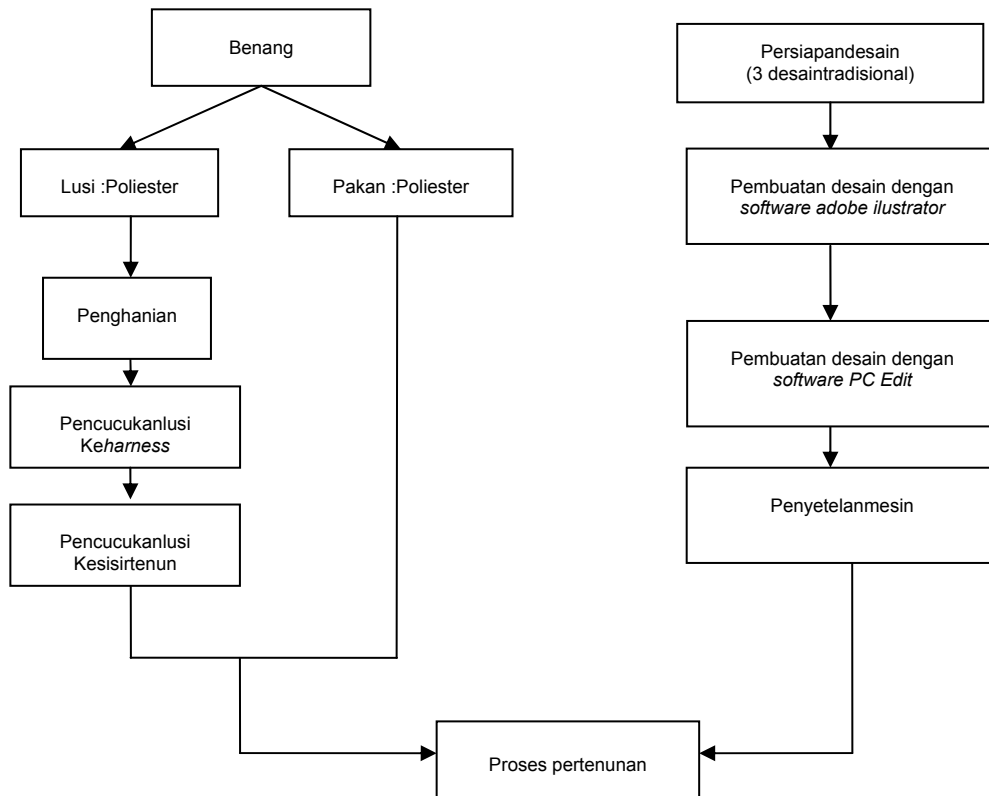 Benang
Persiapandesain
(3 desaintradisional)
Lusi :Poliester
Pakan :Poliester
Pembuatan desain dengan
software adobe ilustrator
Penghanian
Pembuatan desain dengan
software PC Edit
Pencucukanlusi
Keharness
Penyetelanmesin
Pencucukanlusi
Kesisirtenun
Proses pertenunan